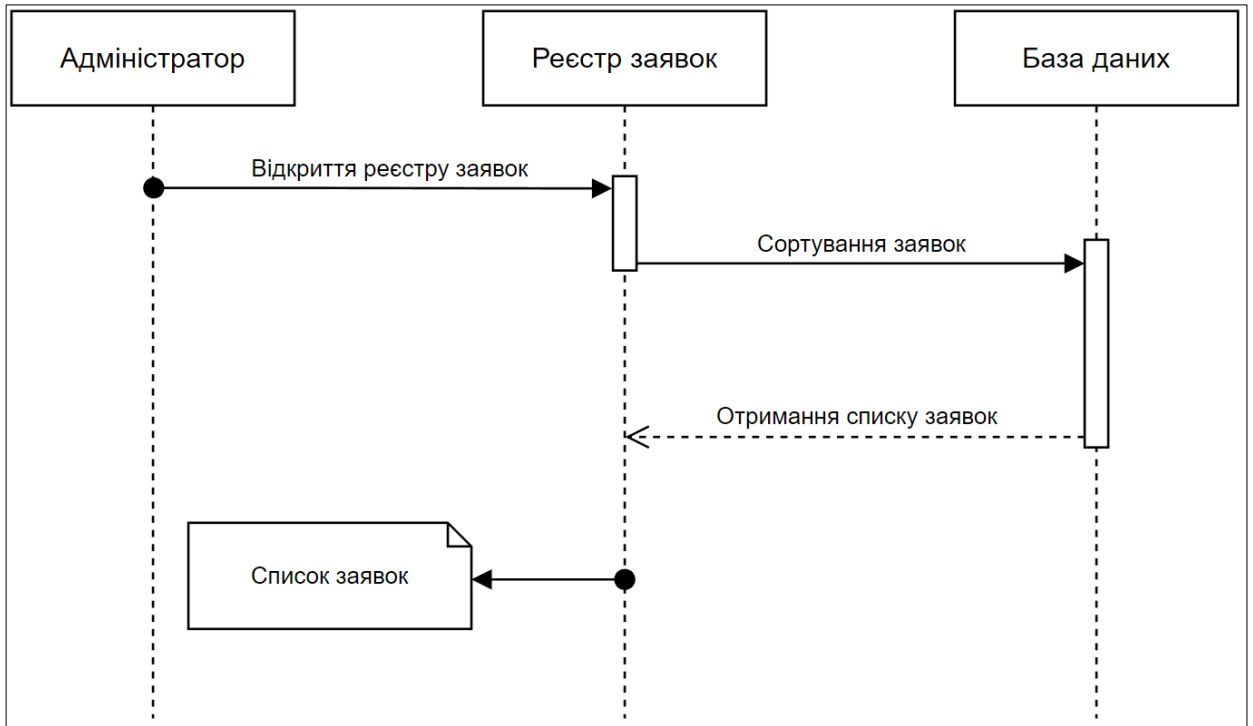 Адміністратор
Реєстр заявок
База даних
Відкриття реєстру заявок
Сортування заявок
Отримання списку заявок
Список заявок